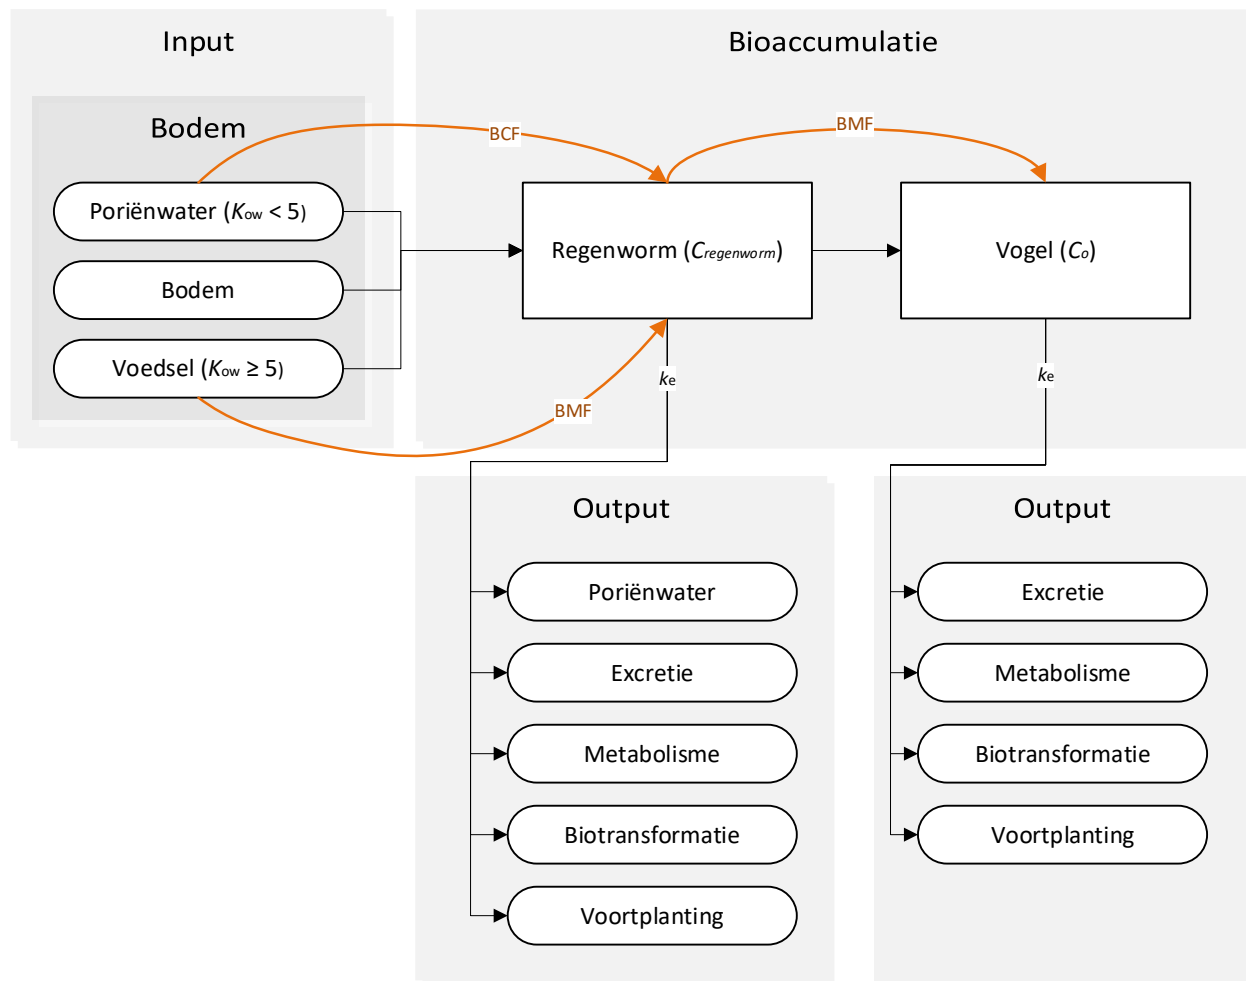 Input
Bodem
Poriënwater (Kow < 5)
Bodem
Voedsel (Kow ≥ 5)
Bioaccumulatie
BCF
BMF
Regenworm (Cregenworm)
Vogel (Co)
BMF
ke
ke
Output
Poriënwater
Excretie
Metabolisme
Biotransformatie
Voortplanting
Output
Excretie
Metabolisme
Biotransformatie
Voortplanting